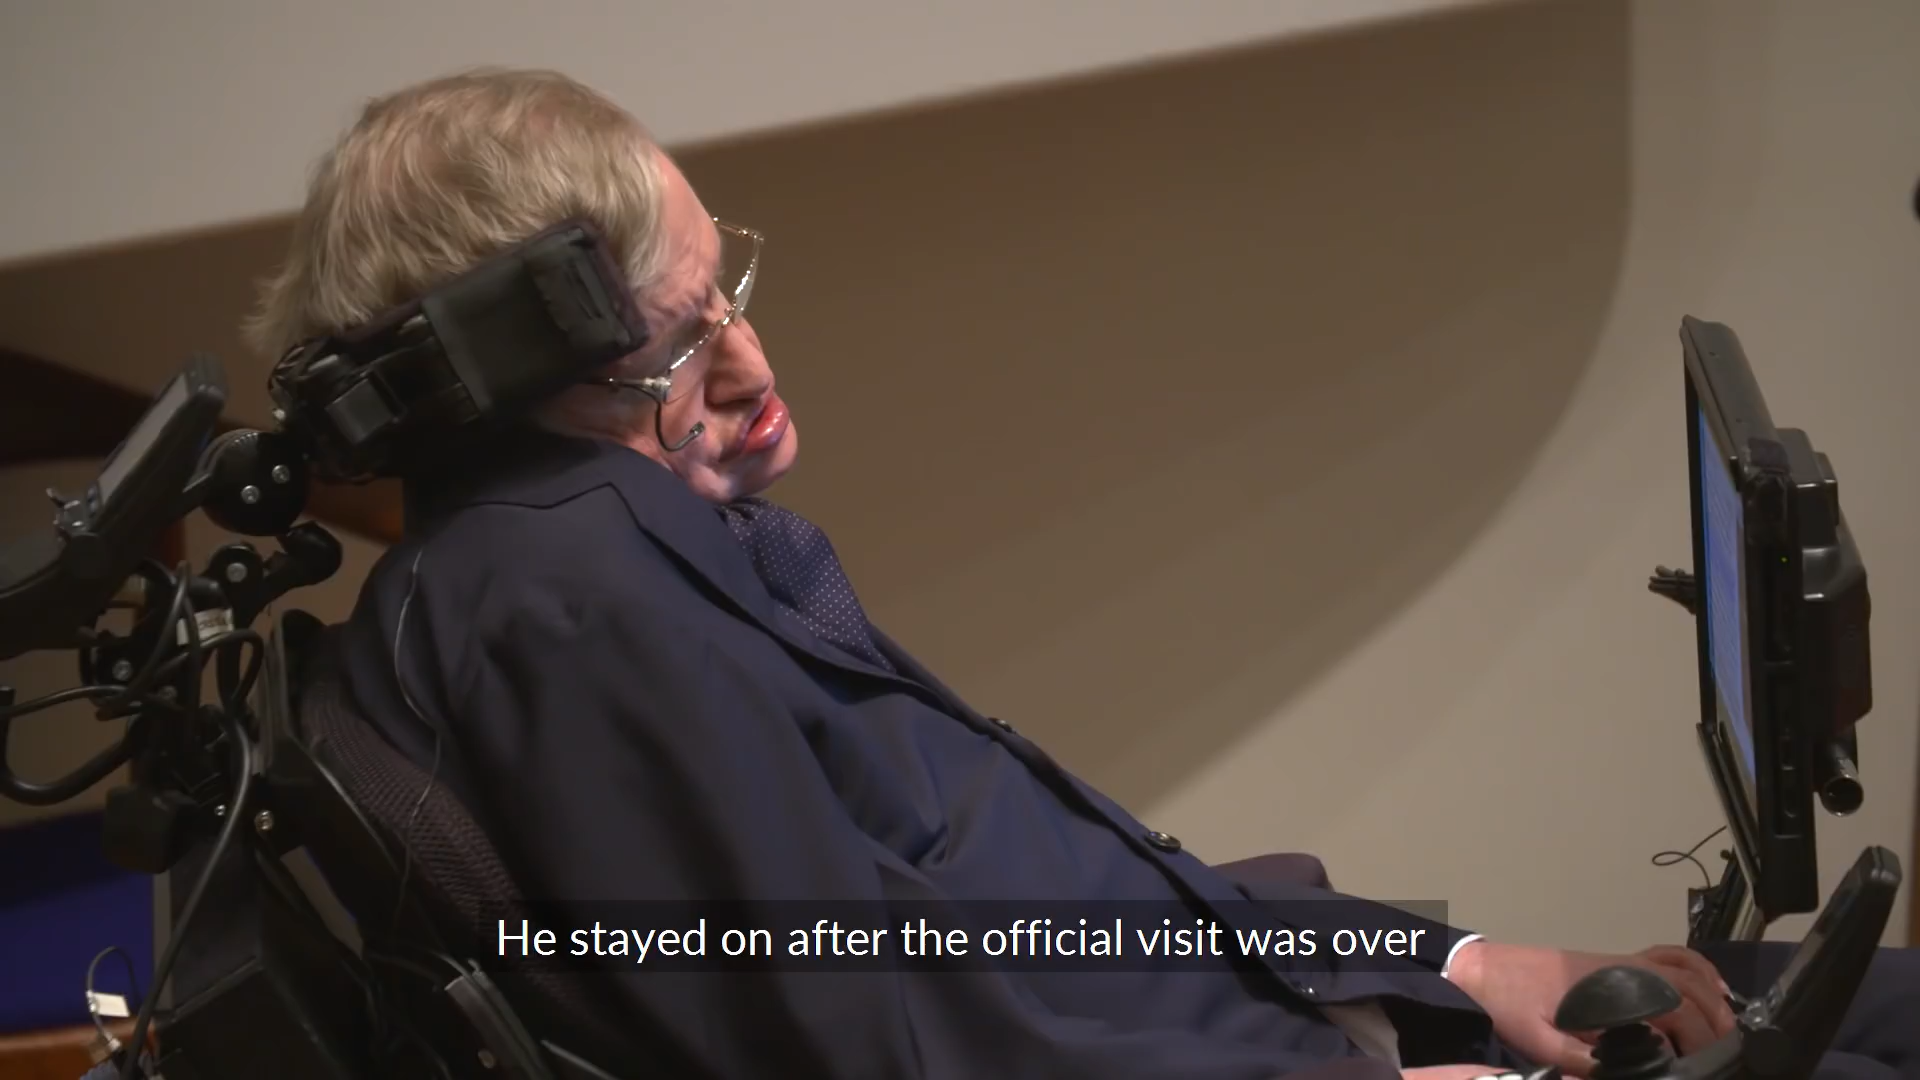 He stayed on after the official visit was over